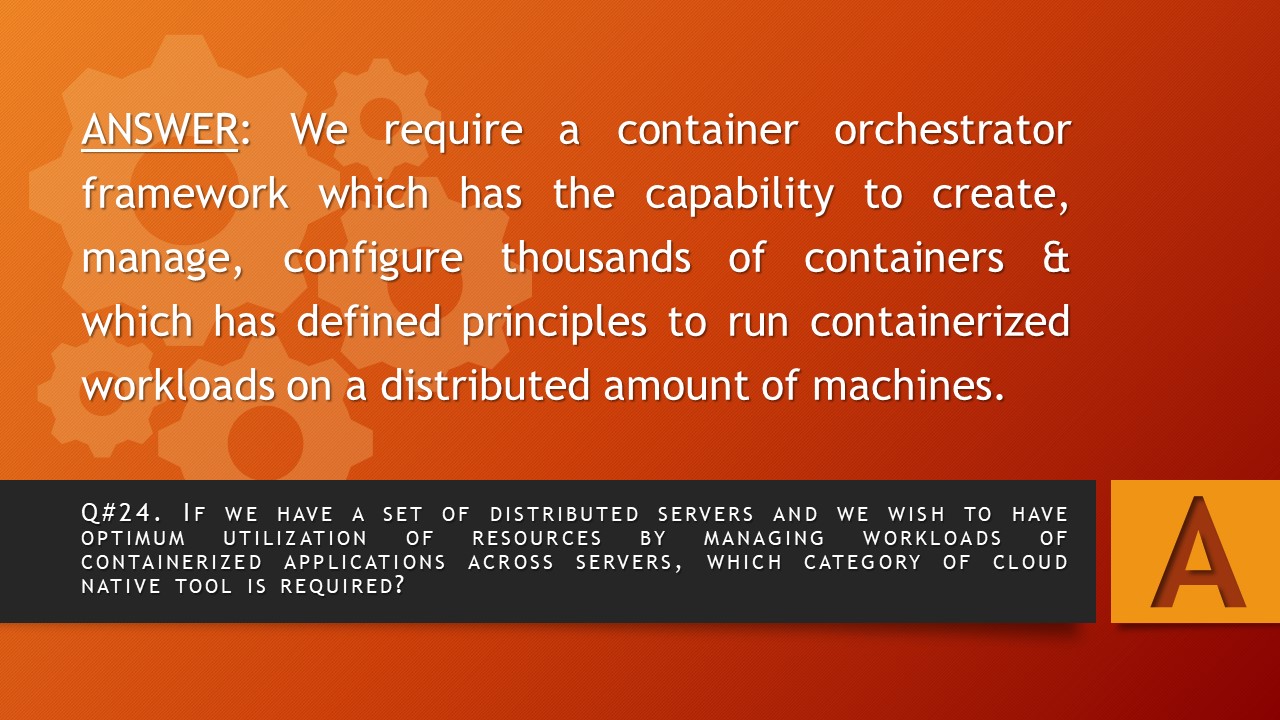 ANSWER: We require a container orchestrator
framework which has the capability to create,
manage, configure thousands of containers &
which has defined principles to run containerized
workloads on a distributed amount of machines.
Q#24. If we have a set of distributed servers and we wish to have
optimum utilization of resources by managing workloads of
containerized applications across servers, which category of cloud
native tool is required?
A